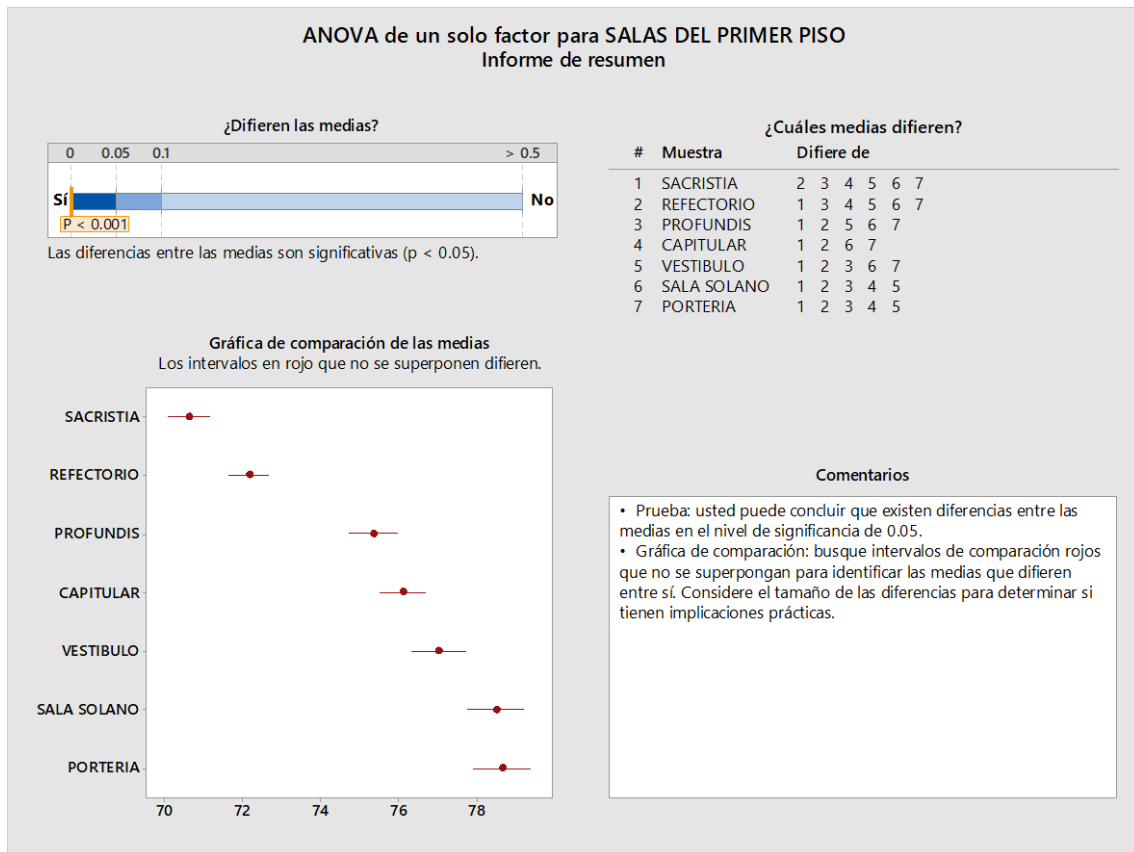 ANOVA de un solo factor para SALAS DEL PRIMER PISO
Informe de resumen
¿Difieren las medias?
0 0.05 0.1 > 0.5
Sí No
P < 0.001
Las diferencias entre las medias son significativas (p < 0.05).
¿Cuáles medias difieren?
# Muestra Difiere de
1 SACRISTIA 2 3 4 5 6 7
2 REFECTORIO 1 3 4 5 6 7
3 PROFUNDIS 1 2 5 6 7
4 CAPITULAR 1 2 6 7
5 VESTIBULO 1 2 3 6 7
6 SALA SOLANO 1 2 3 4 5
7 PORTERIA 1 2 3 4 5
Gráfica de comparación de las medias
Los intervalos en rojo que no se superponen difieren.
SACRISTIA
REFECTORIO
PROFUNDIS
CAPITULAR
VESTIBULO
SALA SOLANO
PORTERIA
70 72 74 76 78
Comentarios
• Prueba: usted puede concluir que existen diferencias entre las
medias en el nivel de significancia de 0.05.
• Gráfica de comparación: busque intervalos de comparación rojos
que no se superpongan para identificar las medias que difieren
entre sí. Considere el tamaño de las diferencias para determinar si
tienen implicaciones prácticas.